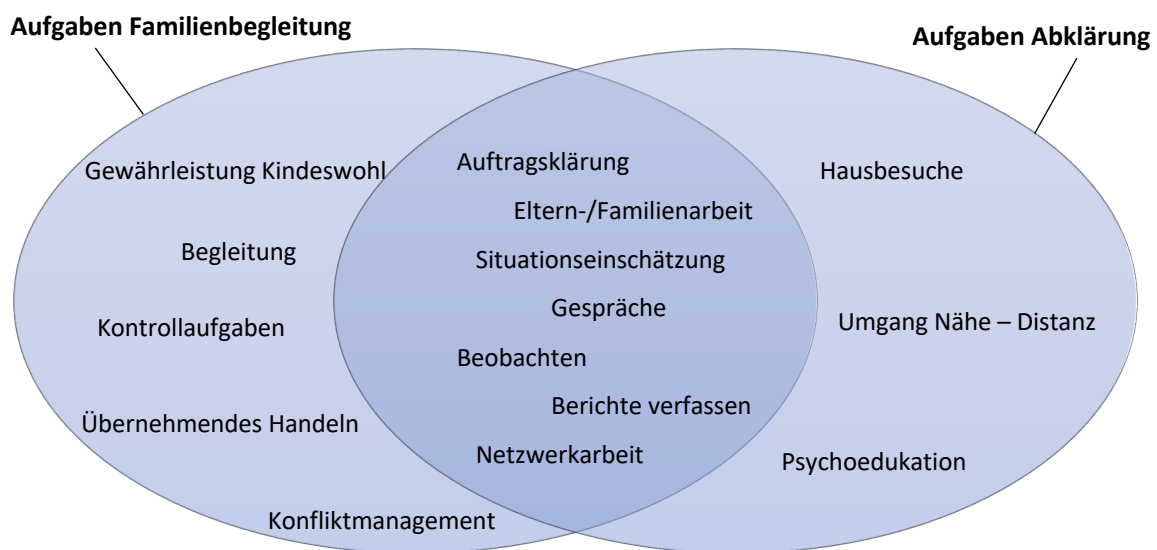 Aufgaben Familienbegleitung
Aufgaben Abklärung
Gewährleistung Kindeswohl
Begleitung
Kontrollaufgaben
Übernehmendes Handeln
Konfliktmanagement
Auftragsklärung
Eltern-/Familienarbeit
Situationseinschätzung
Gespräche
Beobachten
Berichte verfassen
Netzwerkarbeit
Hausbesuche
Umgang Nähe – Distanz
Psychoedukation